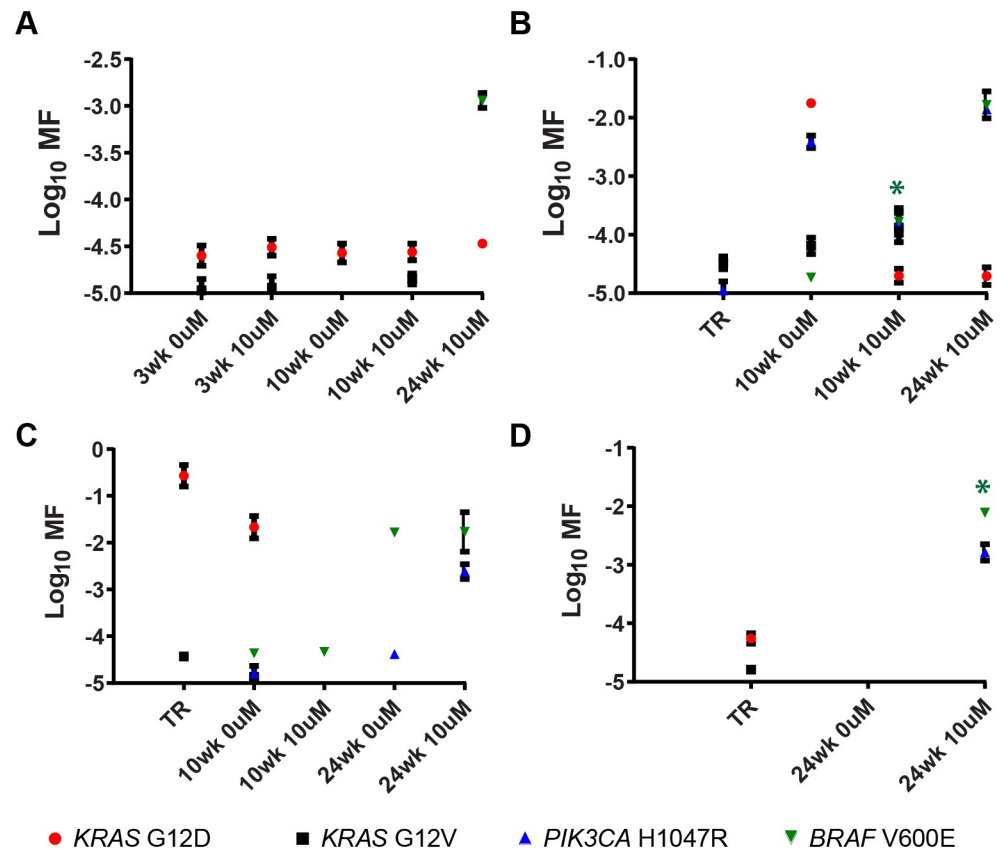 A
Log10 MF
-2.5
-3.0
-3.5
-4.0
-4.5
-5.0
3wk 0uM
3wk 10uM
10wk 0uM
10wk 10uM
24wk 10uM
B
Log10 MF
-1.0
-2.0
-3.0
-4.0
-5.0
*
TR
10wk 0uM
10wk 10uM
24wk 10uM
C
Log10 MF
0
-1
-2
-3
-4
-5
TR
10wk 0uM
10wk 10uM
24wk 0uM
24wk 10uM
D
Log10 MF
-1
-2
-3
-4
-5
*
TR
24wk 0uM
24wk 10uM
KRAS G12D KRAS G12V PIK3CA H1047R BRAF V600E